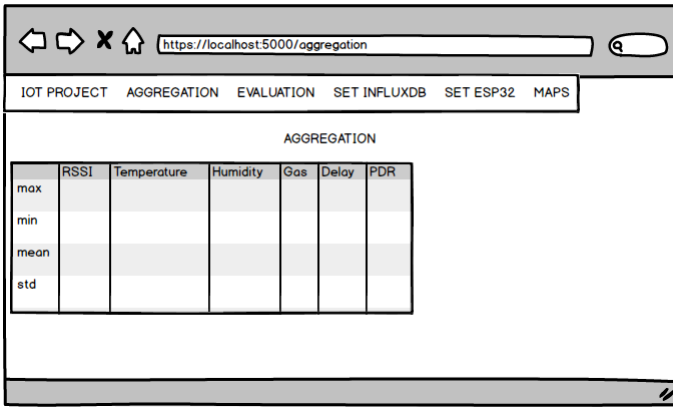 https://localhost:5000/aggregation
IOT PROJECT AGGREGATION EVALUATION SET INFLUXDB SET ESP32 MAPS
AGGREGATION
RSSI Temperature Humidity Gas Delay PDR
max
min
mean
std